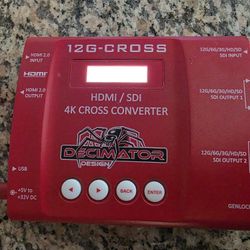 12G-CROSS
HDMI 2.0
INPUT
HDMI
HDMI 2.0
OUTPUT
12G/6G/3G/HD/SD
SDI INPUT
12G/6G/3G/HD/SD
SDI OUTPUT 1
12G/6G/3G/HD/SD
SDI OUTPUT 2
HDMI / SDI
4K CROSS CONVERTER
DECIMATOR
DESIGN
USB
+5V to
+32V DC
BACK
ENTER
GENLOCK